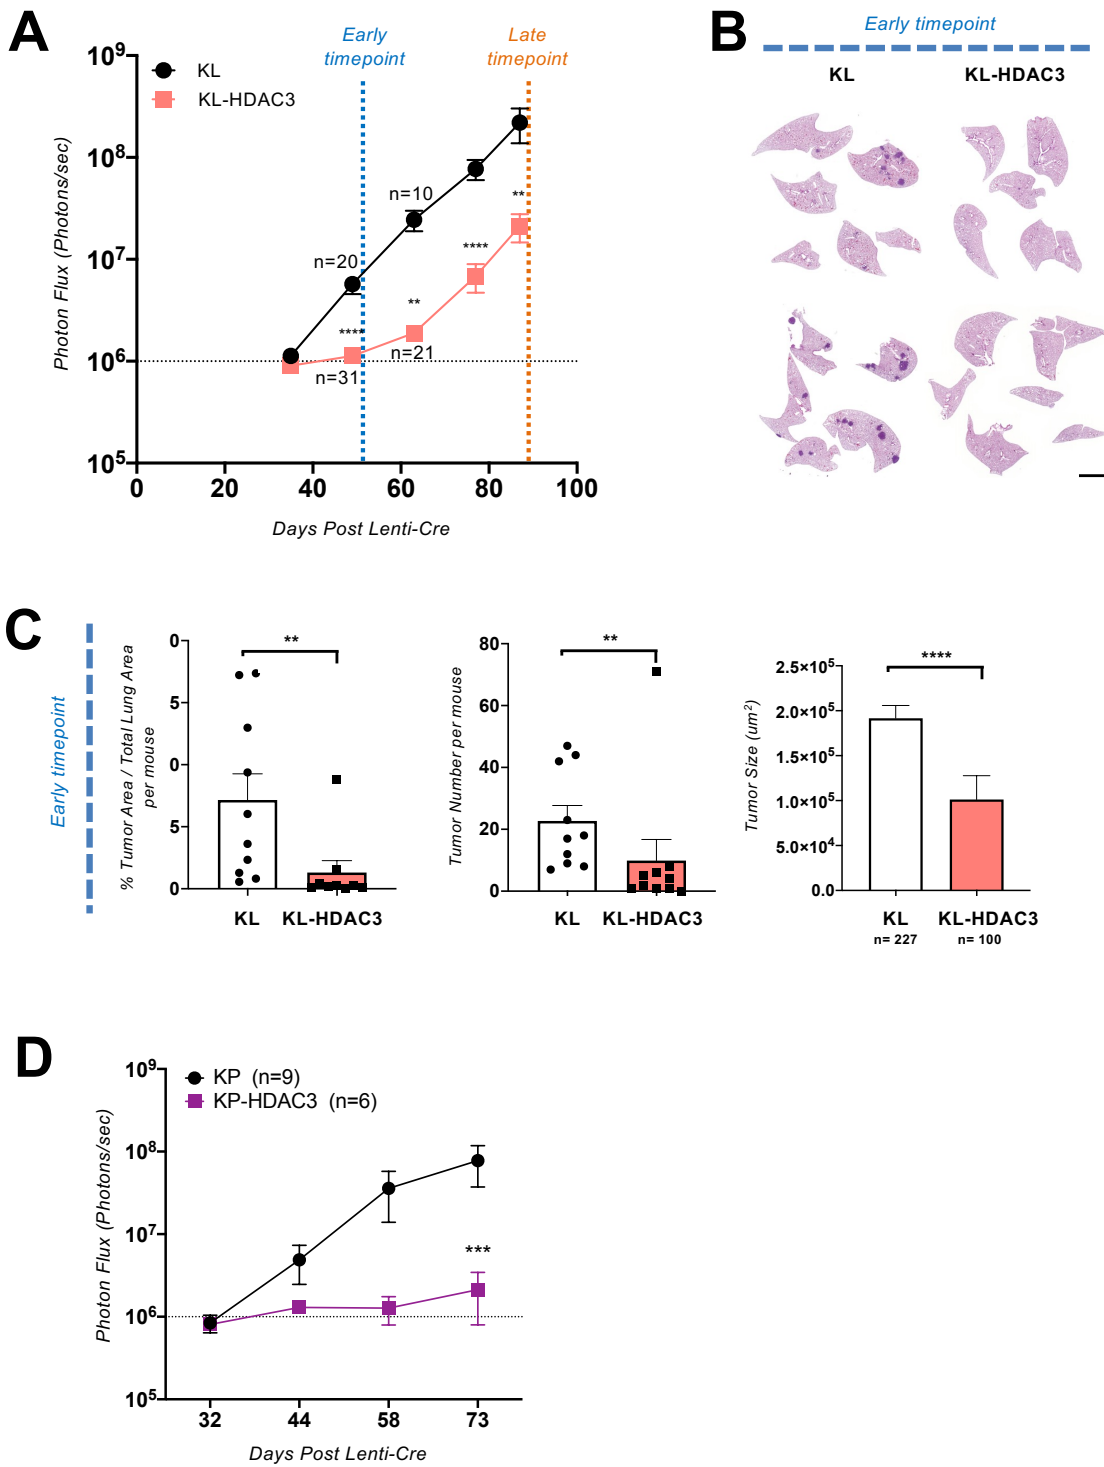 A
Early
timepoint
Late
timepoint
KL
KL-HDAC3
10⁹
10⁸
10⁷
10⁶
10⁵
Photon Flux (Photons/sec)
n=10
n=20
n=21
n=31
****
**
****
**
0
20
40
60
80
100
Days Post Lenti-Cre
B
Early timepoint
KL
KL-HDAC3
C
Early timepoint
% Tumor Area / Total Lung Area
per mouse
0
5
0
5
0
**
KL
KL-HDAC3
Tumor Number per mouse
80
60
40
20
0
**
KL
KL-HDAC3
Tumor Size (um²)
2.5×10⁵
2.0×10⁵
1.5×10⁵
1.0×10⁵
5.0×10⁴
0.0
****
KL
n= 227
KL-HDAC3
n= 100
D
KP (n=9)
KP-HDAC3 (n=6)
10⁹
10⁸
10⁷
10⁶
10⁵
Photon Flux (Photons/sec)
***
32
44
58
73
Days Post Lenti-Cre